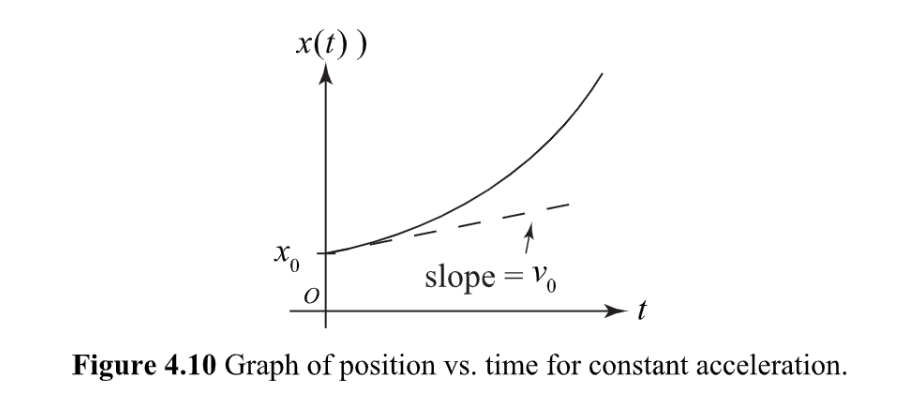 x(t) )
x₀
O
slope = v₀
t
Figure 4.10 Graph of position vs. time for constant acceleration.